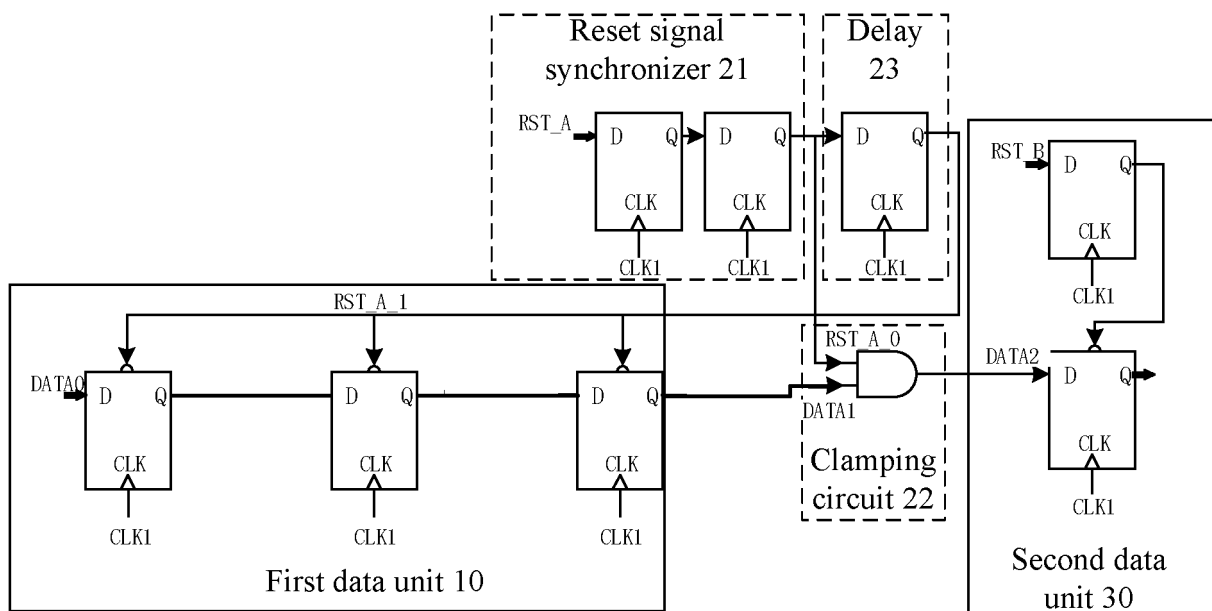 Reset signal
synchronizer 21
Delay
23
RST_A
D Q
CLK
CLK1
D Q
CLK
CLK1
D Q
CLK
CLK1
RST_B
D Q
CLK
CLK1
RST_A_1
RST_A_0
DATA0
D Q
CLK
CLK1
D Q
CLK
CLK1
D Q
CLK
CLK1
DATA1
DATA2
D Q
CLK
CLK1
Clamping
circuit 22
First data unit 10
Second data
unit 30